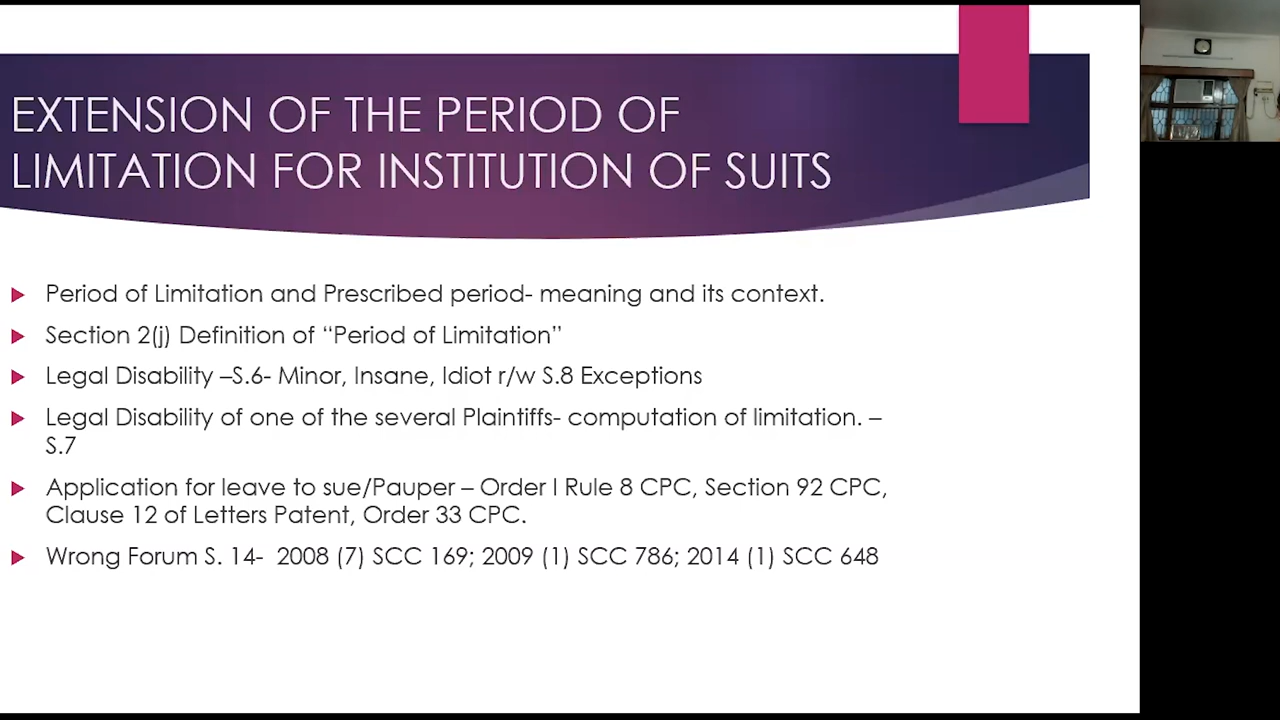 EXTENSION OF THE PERIOD OF
LIMITATION FOR INSTITUTION OF SUITS
Period of Limitation and Prescribed period- meaning and its context.
Section 2(j) Definition of “Period of Limitation”
Legal Disability –S.6- Minor, Insane, Idiot r/w S.8 Exceptions
Legal Disability of one of the several Plaintiffs- computation of limitation. –
S.7
Application for leave to sue/Pauper – Order I Rule 8 CPC, Section 92 CPC,
Clause 12 of Letters Patent, Order 33 CPC.
Wrong Forum S. 14- 2008 (7) SCC 169; 2009 (1) SCC 786; 2014 (1) SCC 648